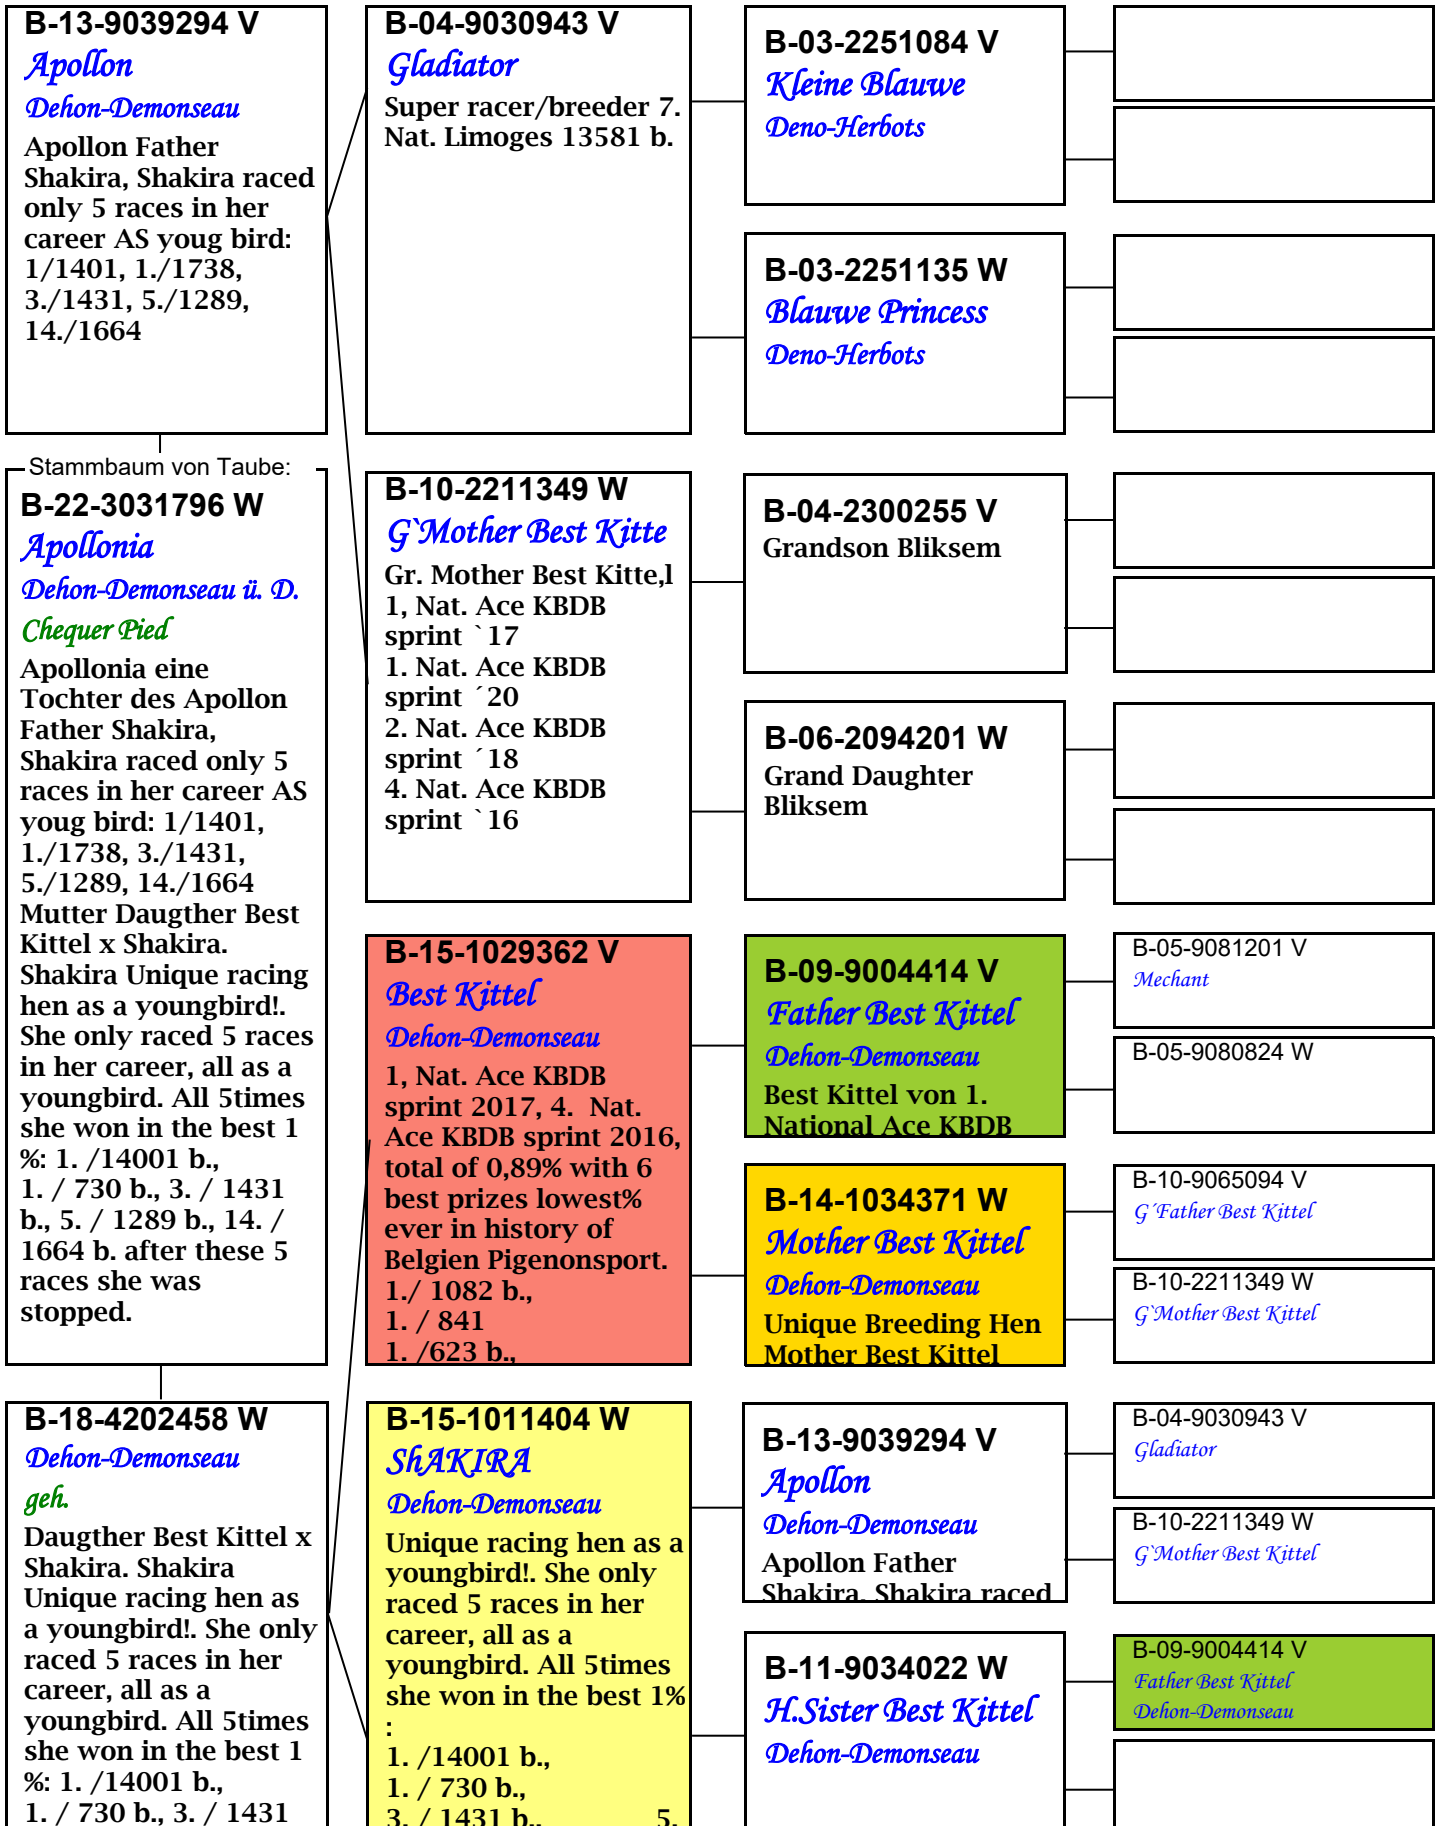 B-13-9039294 V
Apollon
Dehon-Demonseau
Apollon Father
Shakira, Shakira raced
only 5 races in her
career AS youg bird:
1/1401, 1./1738,
3./1431, 5./1289,
14./1664
Stammbaum von Taube:
B-22-3031796 W
Apollonia
Dehon-Demonseau ü. D.
Chequer Pied
Apollonia eine
Tochter des Apollon
Father Shakira,
Shakira raced only 5
races in her career AS
youg bird: 1/1401,
1./1738, 3./1431,
5./1289, 14./1664
Mutter Daugther Best
Kittel x Shakira.
Shakira Unique racing
hen as a youngbird!.
She only raced 5 races
in her career, all as a
youngbird. All 5times
she won in the best 1
%: 1. /14001 b.,
1. / 730 b., 3. / 1431
b., 5. / 1289 b., 14. /
1664 b. after these 5
races she was
stopped.
B-18-4202458 W
Dehon-Demonseau
geh.
Daugther Best Kittel x
Shakira. Shakira
Unique racing hen as
a youngbird!. She only
raced 5 races in her
career, all as a
youngbird. All 5times
she won in the best 1
%: 1. /14001 b.,
1. / 730 b., 3. / 1431
B-04-9030943 V
Gladiator
Super racer/breeder 7.
Nat. Limoges 13581 b.
B-10-2211349 W
G`Mother Best Kitte
Gr. Mother Best Kitte,l
1, Nat. Ace KBDB
sprint `17
1. Nat. Ace KBDB
sprint ´20
2. Nat. Ace KBDB
sprint ´18
4. Nat. Ace KBDB
sprint `16
B-15-1029362 V
Best Kittel
Dehon-Demonseau
1, Nat. Ace KBDB
sprint 2017, 4.  Nat.
Ace KBDB sprint 2016,
total of 0,89% with 6
best prizes lowest%
ever in history of
Belgien Pigenonsport.
1./ 1082 b.,
1. / 841
1. /623 b.,
B-15-1011404 W
ShAKIRA
Dehon-Demonseau
Unique racing hen as a
youngbird!. She only
raced 5 races in her
career, all as a
youngbird. All 5times
she won in the best 1%
:
1. /14001 b.,
1. / 730 b.,
3. / 1431 b., 5.
B-03-2251084 V
Kleine Blauwe
Deno-Herbots
B-03-2251135 W
Blauwe Princess
Deno-Herbots
B-04-2300255 V
Grandson Bliksem
B-06-2094201 W
Grand Daughter
Bliksem
B-09-9004414 V
Father Best Kittel
Dehon-Demonseau
Best Kittel von 1.
National Ace KBDB
B-14-1034371 W
Mother Best Kittel
Dehon-Demonseau
Unique Breeding Hen
Mother Best Kittel
B-13-9039294 V
Apollon
Dehon-Demonseau
Apollon Father
Shakira, Shakira raced
B-11-9034022 W
H.Sister Best Kittel
Dehon-Demonseau
B-05-9081201 V
Mechant
B-05-9080824 W
B-10-9065094 V
G´Father Best Kittel
B-10-2211349 W
G`Mother Best Kittel
B-04-9030943 V
Gladiator
B-10-2211349 W
G`Mother Best Kittel
B-09-9004414 V
Father Best Kittel
Dehon-Demonseau